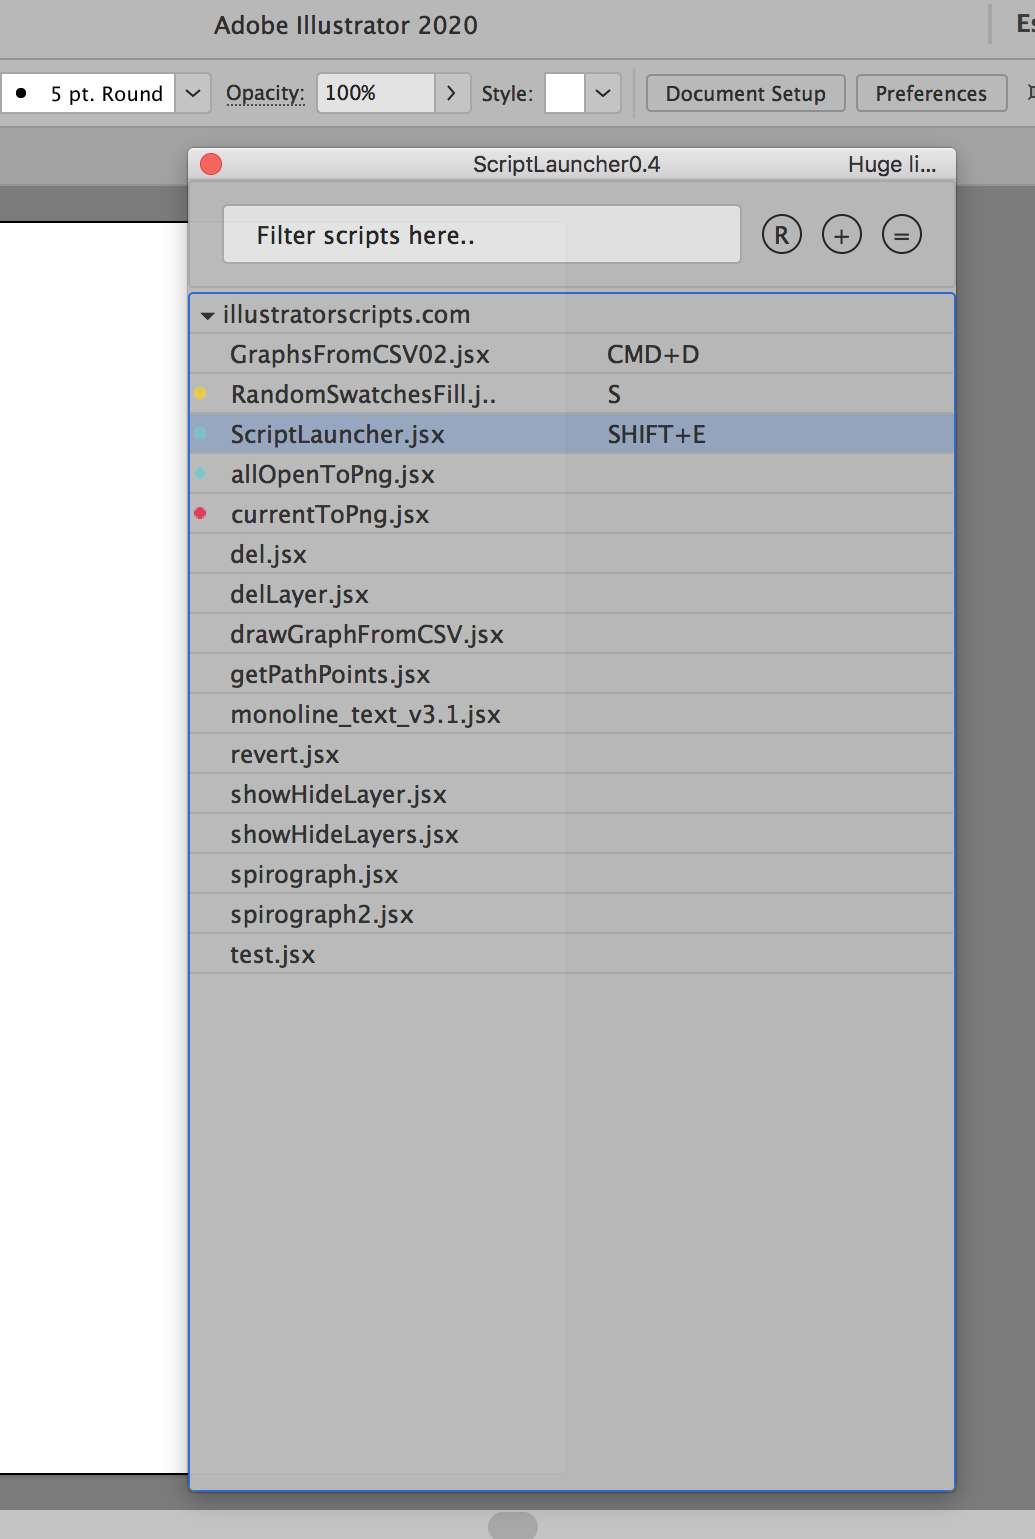 Adobe Illustrator 2020
5 pt. Round Opacity: 100% Style: Document Setup Preferences
ScriptLauncher0.4 Huge li...
Filter scripts here.. R + =
illustratorscripts.com
GraphsFromCSV02.jsx CMD+D
RandomSwatchesFill.j.. S
ScriptLauncher.jsx SHIFT+E
allOpenToPng.jsx
currentToPng.jsx
del.jsx
delLayer.jsx
drawGraphFromCSV.jsx
getPathPoints.jsx
monoline_text_v3.1.jsx
revert.jsx
showHideLayer.jsx
showHideLayers.jsx
spirograph.jsx
spirograph2.jsx
test.jsx